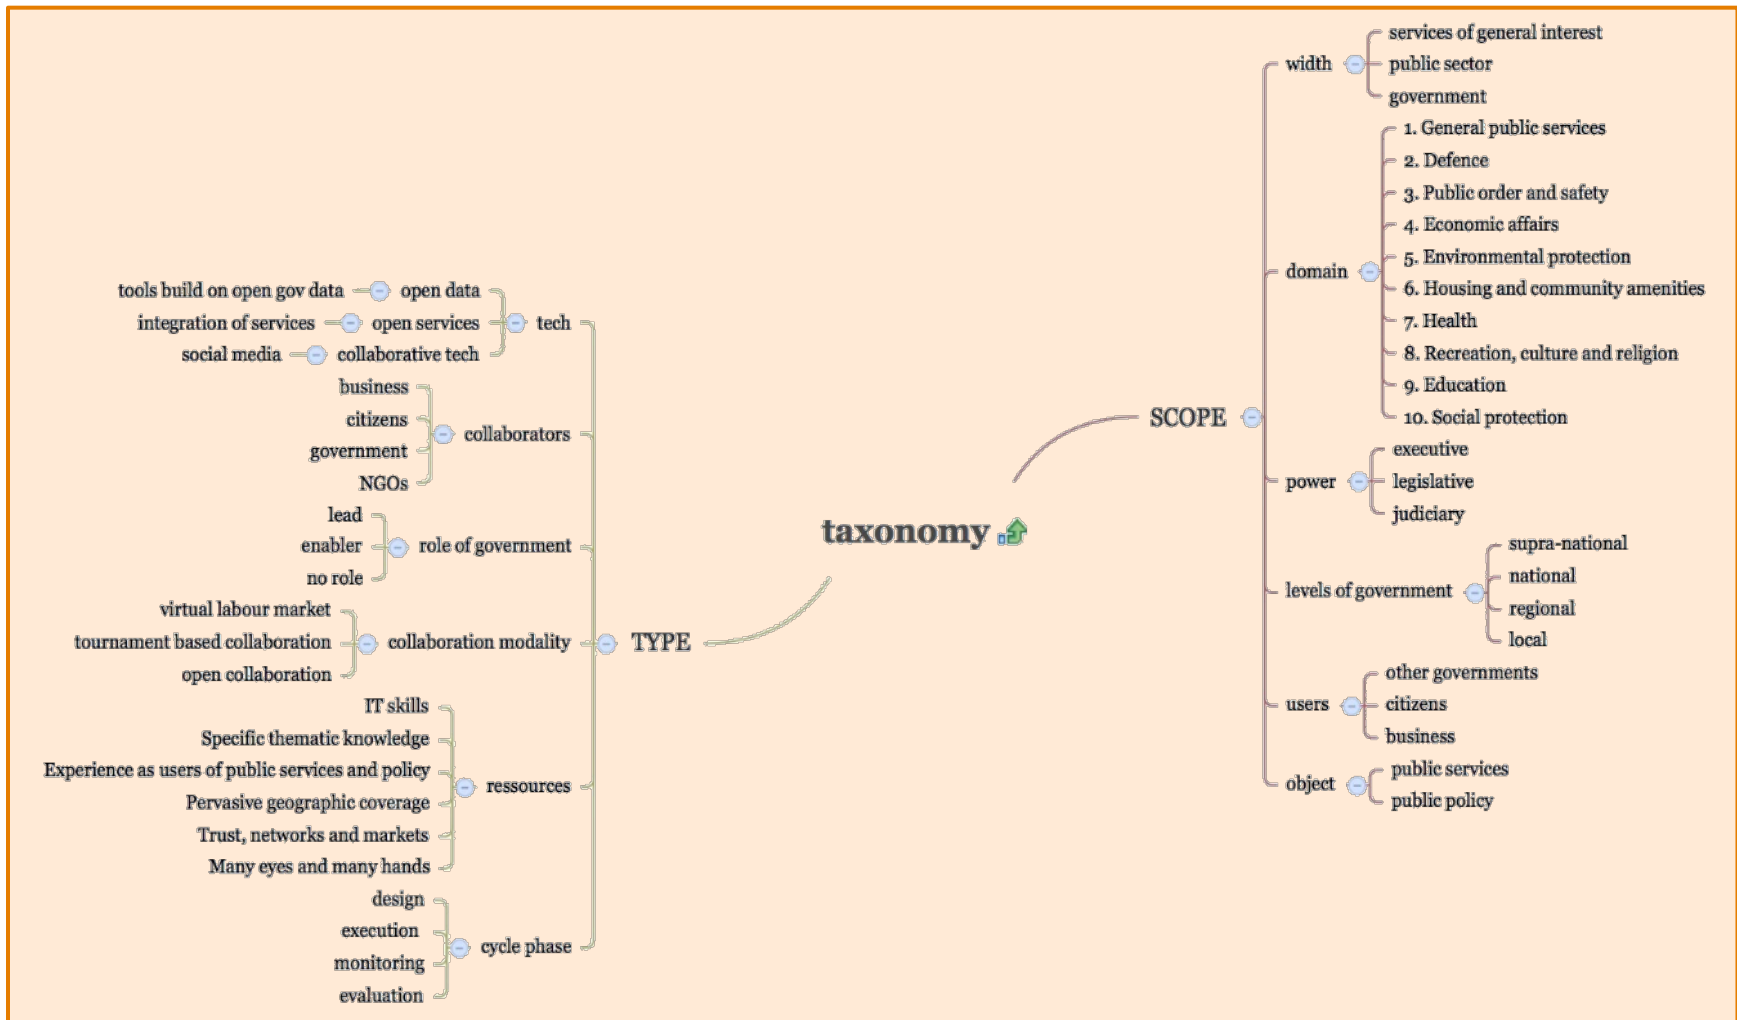 taxonomy
SCOPE
width
services of general interest
public sector
government
domain
1. General public services
2. Defence
3. Public order and safety
4. Economic affairs
5. Environmental protection
6. Housing and community amenities
7. Health
8. Recreation, culture and religion
9. Education
10. Social protection
power
executive
legislative
judiciary
levels of government
supra-national
national
regional
local
users
other governments
citizens
business
object
public services
public policy
TYPE
tech
open data
tools build on open gov data
open services
integration of services
collaborative tech
social media
collaborators
business
citizens
government
NGOs
role of government
lead
enabler
no role
collaboration modality
virtual labour market
tournament based collaboration
open collaboration
ressources
IT skills
Specific thematic knowledge
Experience as users of public services and policy
Pervasive geographic coverage
Trust, networks and markets
Many eyes and many hands
cycle phase
design
execution
monitoring
evaluation